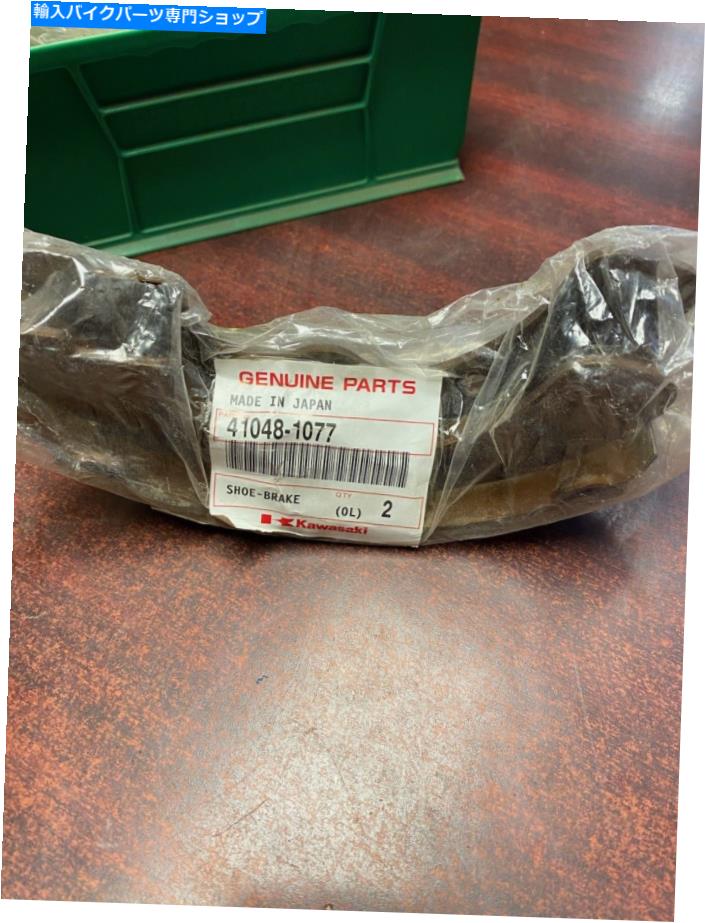 輸入バイクパーツ専門ショップ
GENUINE PARTS
MADE IN JAPAN
41048-1077
SHOE-BRAKE
QTY
(0L) 2
Kawasaki